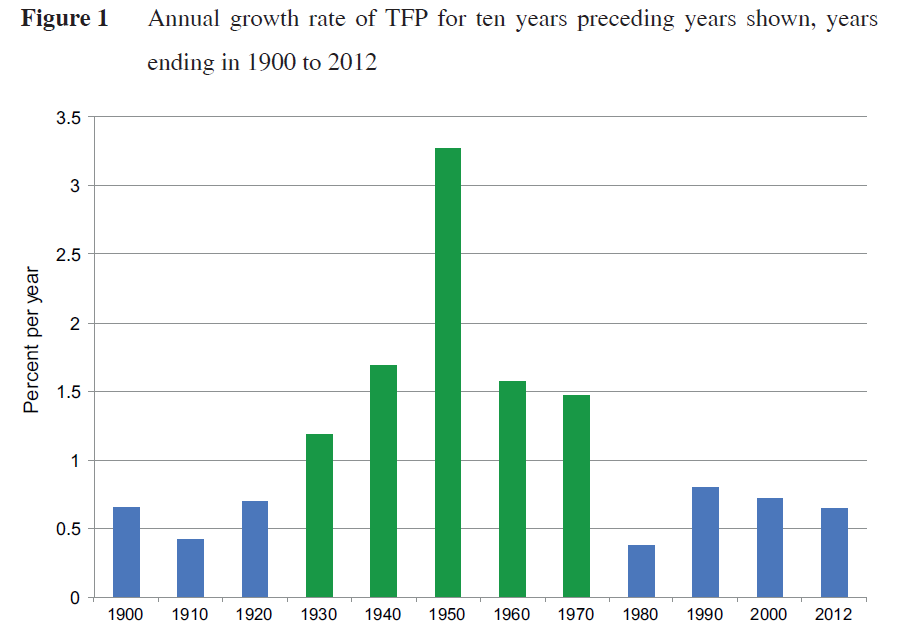 Figure 1 Annual growth rate of TFP for ten years preceding years shown, years
ending in 1900 to 2012
3.5
3
2.5
2
1.5
1
0.5
0
Percent per year
1900 1910 1920 1930 1940 1950 1960 1970 1980 1990 2000 2012